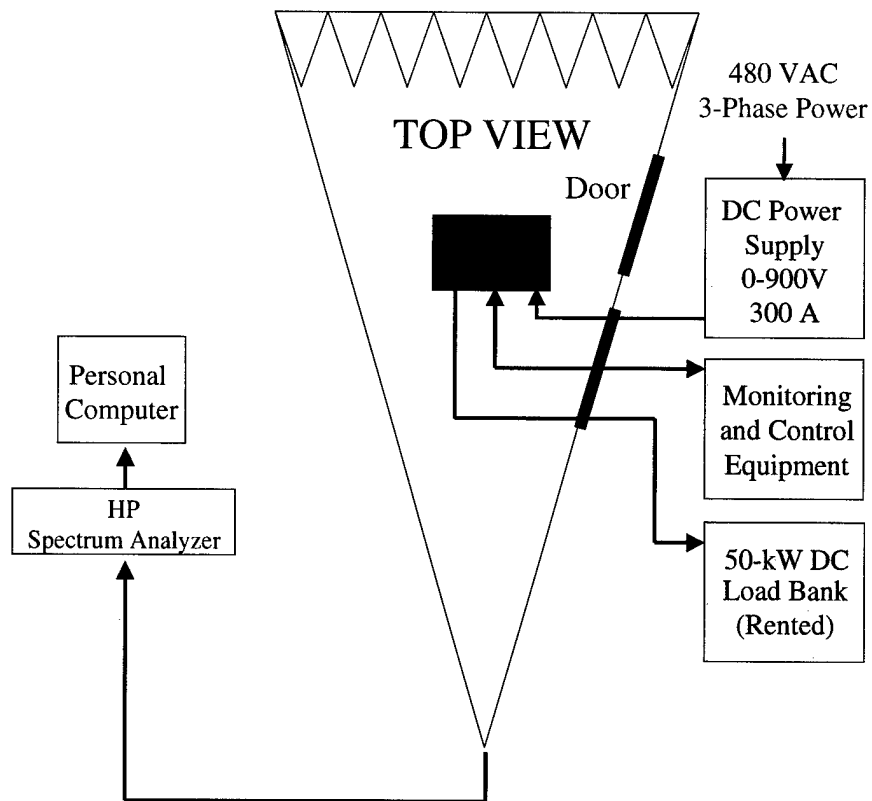 480 VAC
3-Phase Power
TOP VIEW
Door
DC Power
Supply
0-900V
300 A
Personal
Computer
Monitoring
and Control
Equipment
HP
Spectrum Analyzer
50-kW DC
Load Bank
(Rented)